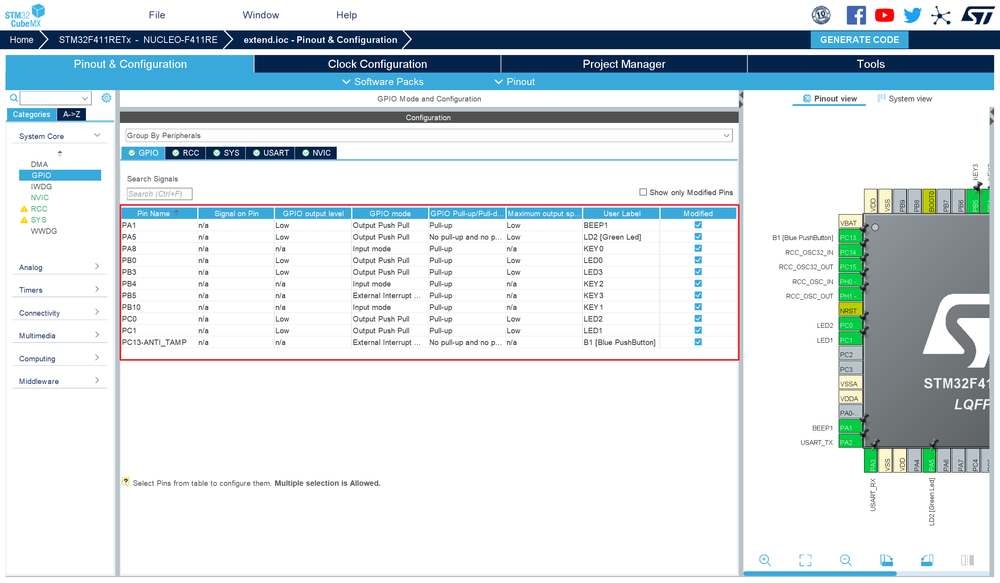 STM32
CubeMX
File
Window
Help
10
Home
STM32F411RETx - NUCLEO-F411RE
extend.ioc - Pinout & Configuration
GENERATE CODE
Pinout & Configuration
Clock Configuration
Project Manager
Tools
Software Packs
Pinout
Categories
A->Z
System Core
DMA
GPIO
IWDG
NVIC
RCC
SYS
WWDG
Analog
Timers
Connectivity
Multimedia
Computing
Middleware
GPIO Mode and Configuration
Configuration
Group By Peripherals
GPIO RCC SYS USART NVIC
Search Signals
Search (Ctrl+F)
Show only Modified Pins
Pin Name Signal on Pin GPIO output level GPIO mode GPIO Pull-up/Pull-d... Maximum output sp... User Label Modified
PA1 n/a Low Output Push Pull Pull-up Low BEEP1
PA5 n/a Low Output Push Pull No pull-up and no p... Low LD2 [Green Led]
PA8 n/a n/a Input mode Pull-up n/a KEY0
PB0 n/a Low Output Push Pull Pull-up Low LED0
PB3 n/a Low Output Push Pull Pull-up Low LED3
PB4 n/a n/a Input mode Pull-up n/a KEY2
PB5 n/a n/a External Interrupt ... Pull-up n/a KEY3
PB10 n/a n/a Input mode Pull-up n/a KEY1
PC0 n/a Low Output Push Pull Pull-up Low LED2
PC1 n/a Low Output Push Pull Pull-up Low LED1
PC13-ANTI_TAMP n/a n/a External Interrupt ... No pull-up and no p... n/a B1 [Blue PushButton]
Select Pins from table to configure them. Multiple selection is Allowed.
Pinout view
System view
KEY3
VDD
VSS
PB9
PB8
BOOT0
PB7
PB6
PB5
VBAT
B1 [Blue PushButton] PC13..
RCC_OSC32_IN PC14..
RCC_OSC32_OUT PC15..
RCC_OSC_IN PH0 -..
RCC_OSC_OUT PH1 -..
NRST
LED2 PC0
LED1 PC1
PC2
PC3
VSSA
VDDA
PA0-..
BEEP1 PA1
USART_TX PA2
STM32F41
LQFP
PA3
VSS
VDD
PA4
PA5
PA6
PA7
PC4
USART_RX
LD2 [Green Led]